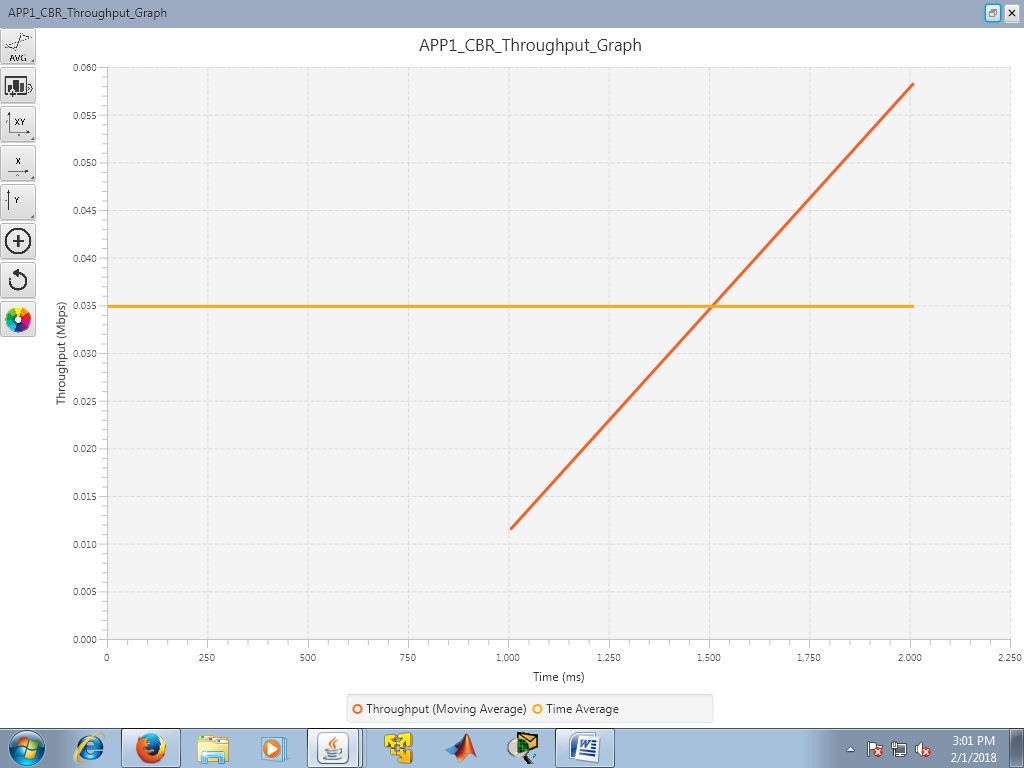 APP1_CBR_Throughput_Graph
APP1_CBR_Throughput_Graph
AVG
XY
X
Y
Throughput (Mbps)
0.060
0.055
0.050
0.045
0.040
0.035
0.030
0.025
0.020
0.015
0.010
0.005
0.000
0 250 500 750 1,000 1,250 1,500 1,750 2,000 2,250
Time (ms)
Throughput (Moving Average) Time Average
3:01 PM
2/1/2018